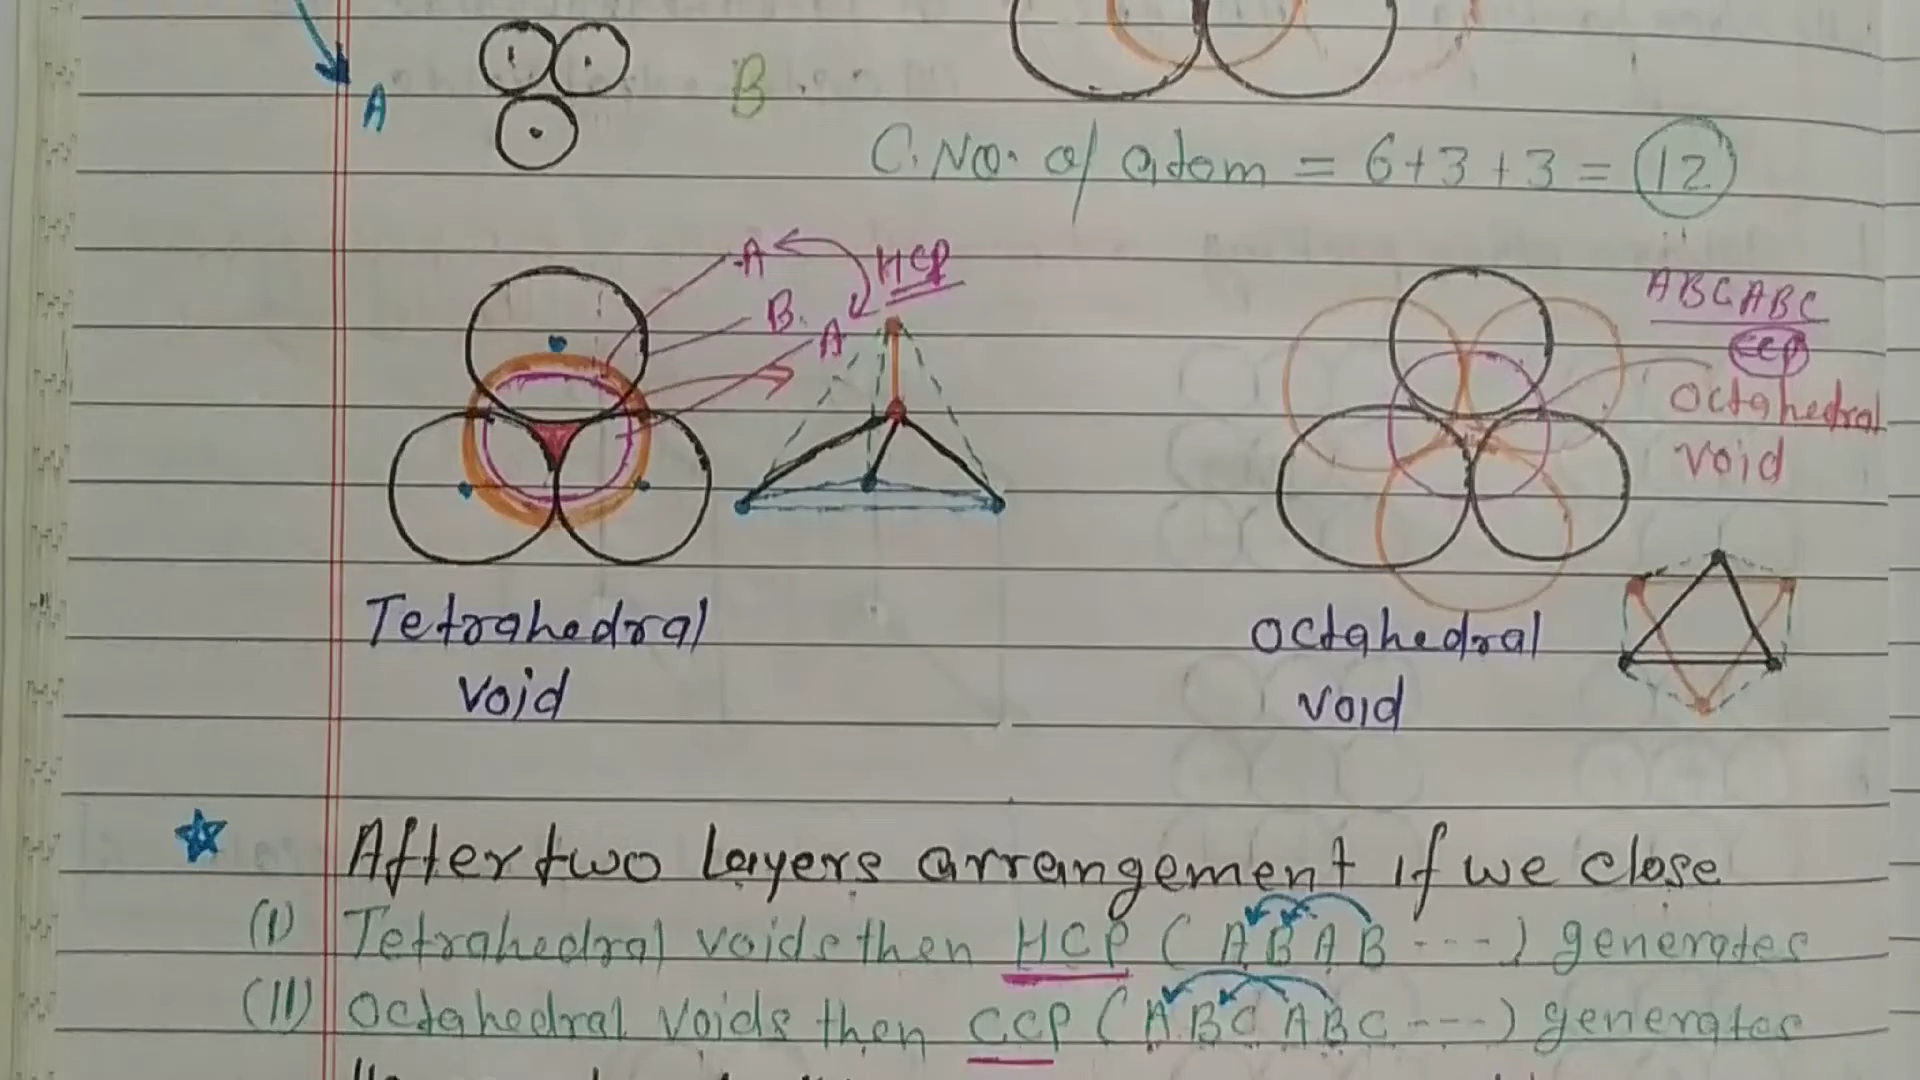 A
B
C.No. of atom = 6+3+3 = 12
A
HCP
B
A
ABCABC
CCP
Octahedral
void
Tetrahedral
void
Octahedral
void
After two layers arrangement if we close
(I) Tetrahedral voids then HCP (ABAB---) generates
(II) Octahedral voids then CCP (ABCABC---) generates